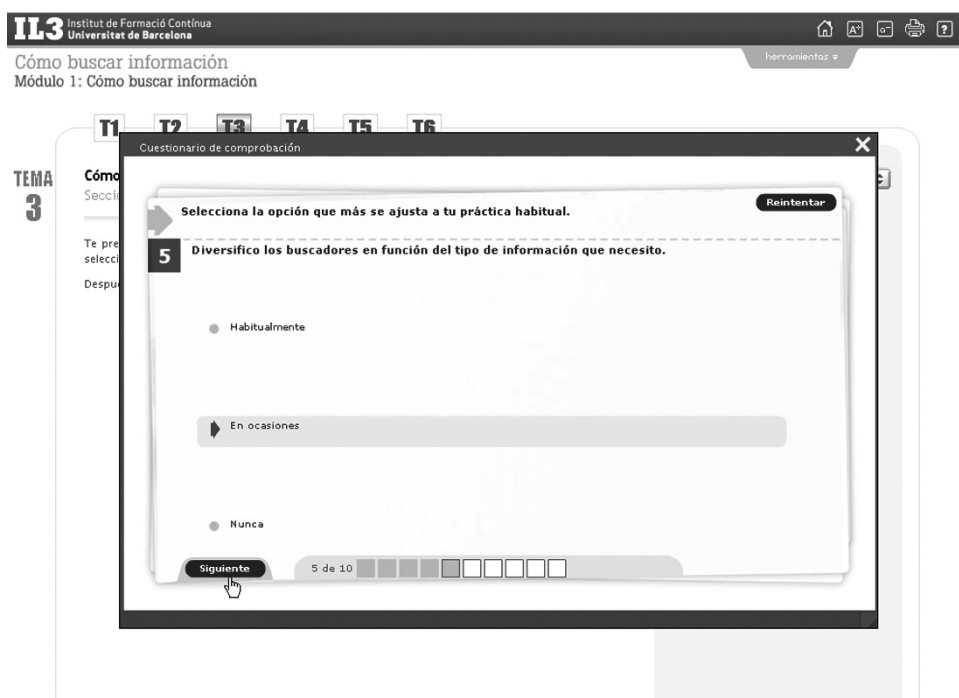 IL3 Institut de Formació Contínua
Universitat de Barcelona
A+ a- ?
herramientas
Cómo buscar información
Módulo 1: Cómo buscar información
T1 T2 T3 T4 T5 T6
Cuestionario de comprobación
TEMA
3
Cómo
Secci
Te pre
selecci
Despu
Reintentar
Selecciona la opción que más se ajusta a tu práctica habitual.
5 Diversifico los buscadores en función del tipo de información que necesito.
Habitualmente
En ocasiones
Nunca
Siguiente 5 de 10